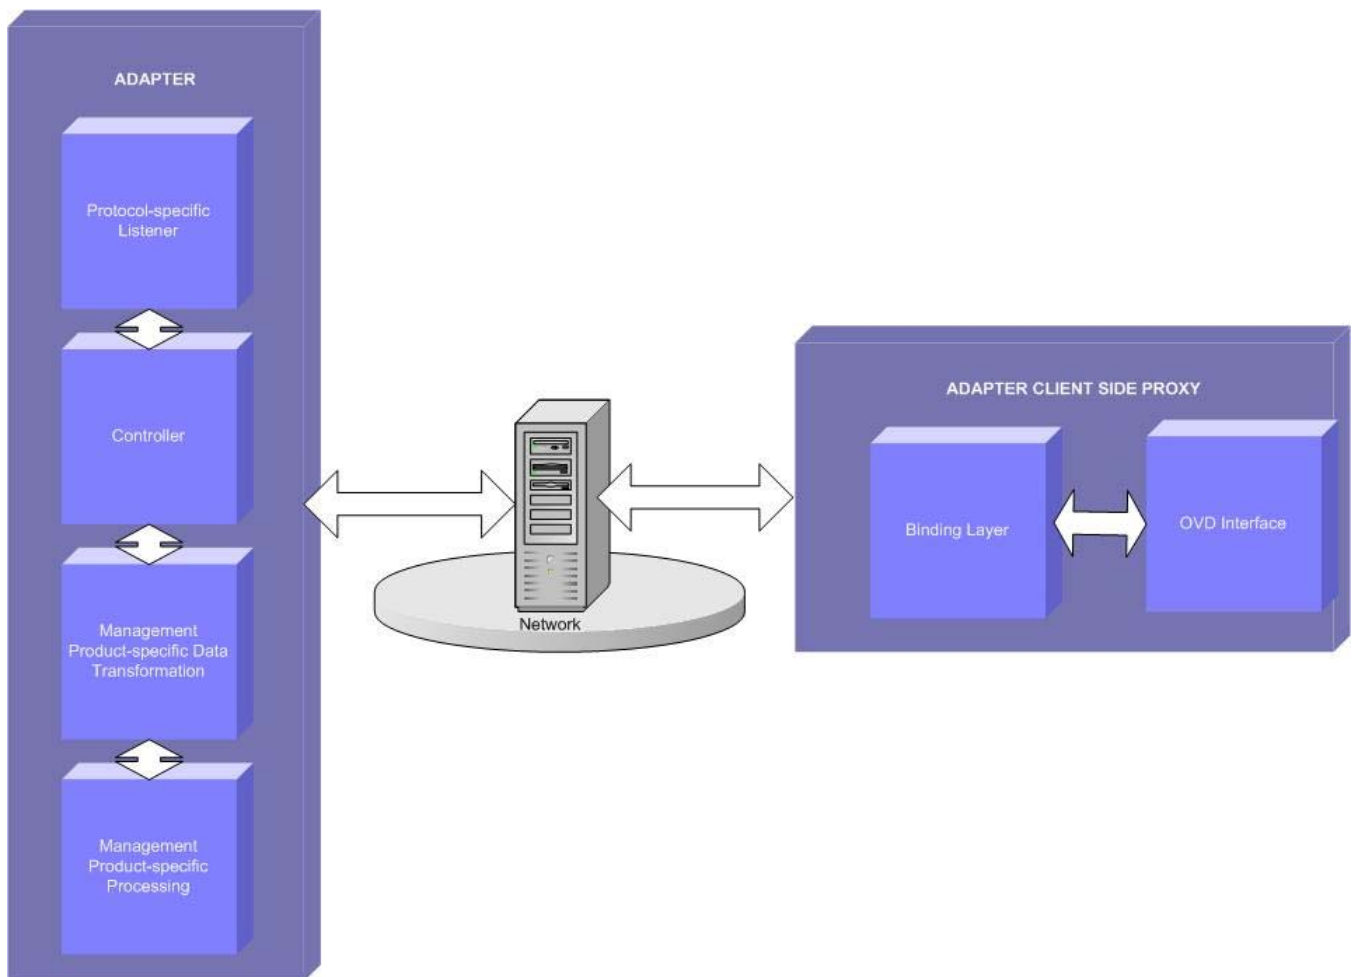 ADAPTER
Protocol-specific
Listener
Controller
Management
Product-specific Data
Transformation
Management
Product-specific
Processing
Network
ADAPTER CLIENT SIDE PROXY
Binding Layer
OVD Interface